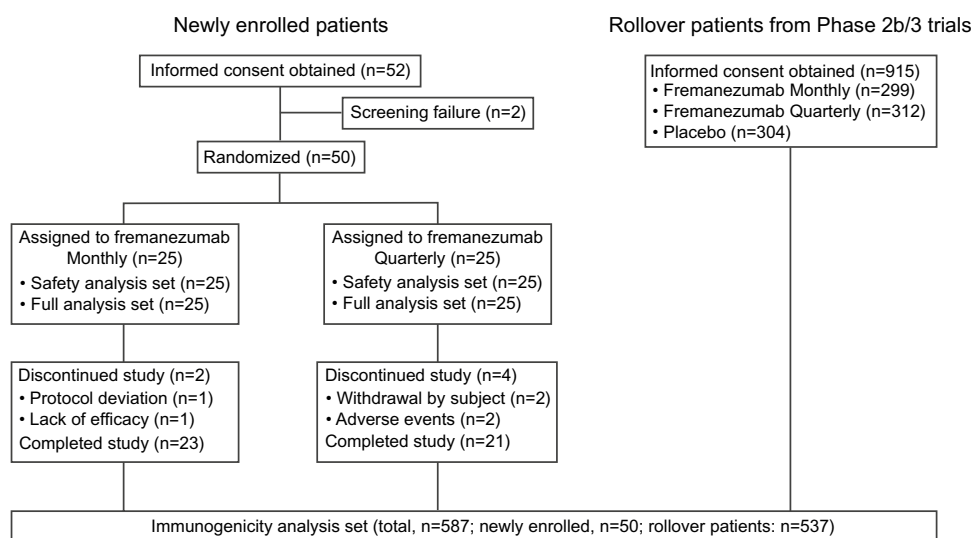 Newly enrolled patients
Informed consent obtained (n=52)
Screening failure (n=2)
Randomized (n=50)
Assigned to fremanezumab
Monthly (n=25)
• Safety analysis set (n=25)
• Full analysis set (n=25)
Assigned to fremanezumab
Quarterly (n=25)
• Safety analysis set (n=25)
• Full analysis set (n=25)
Discontinued study (n=2)
• Protocol deviation (n=1)
• Lack of efficacy (n=1)
Completed study (n=23)
Discontinued study (n=4)
• Withdrawal by subject (n=2)
• Adverse events (n=2)
Completed study (n=21)
Rollover patients from Phase 2b/3 trials
Informed consent obtained (n=915)
• Fremanezumab Monthly (n=299)
• Fremanezumab Quarterly (n=312)
• Placebo (n=304)
Immunogenicity analysis set (total, n=587; newly enrolled, n=50; rollover patients: n=537)